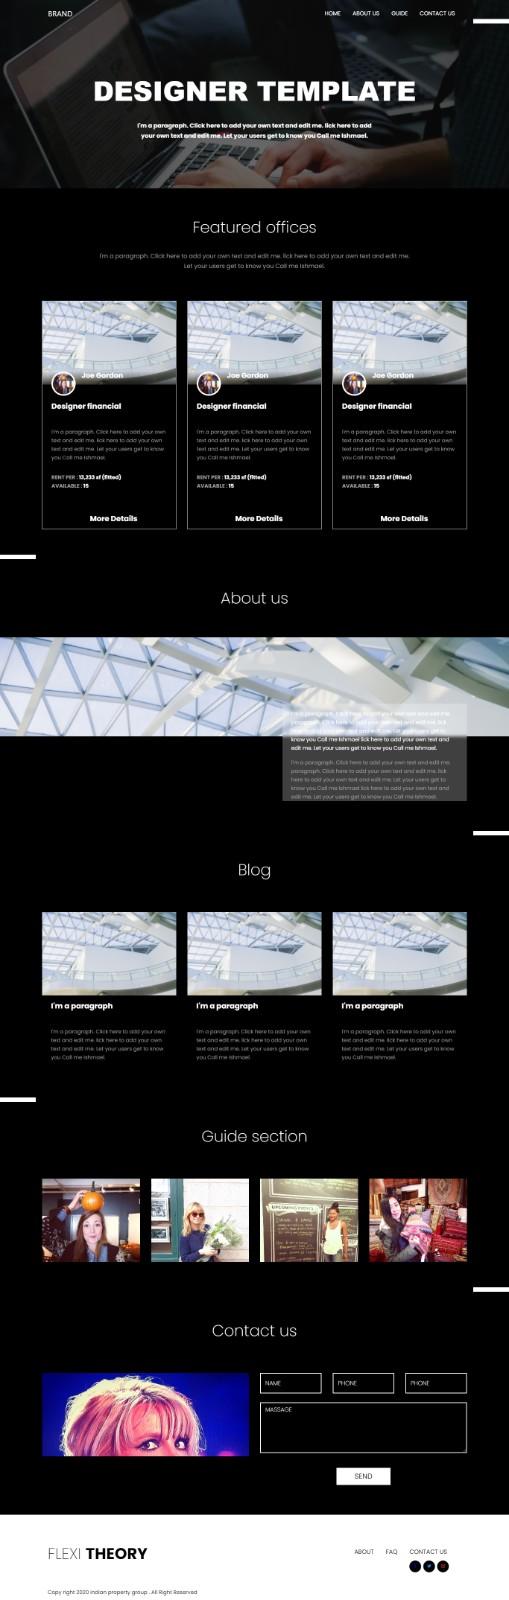 BRAND
HOME ABOUT US GUIDE CONTACT US
DESIGNER TEMPLATE
I'm a paragraph. Click here to add your own text and edit me. lick here to add
your own text and edit me. Let your users get to know you Call me Ishmael.
Featured offices
I'm a paragraph. Click here to add your own text and edit me. lick here to add your own text and edit me.
Let your users get to know you Call me Ishmael.
Joe Gordon
Designer financial
I'm a paragraph. Click here to add your own
text and edit me. lick here to add your own
text and edit me. Let your users get to know
you Call me Ishmael.
RENT PER : 13,233 sf (fitted)
AVAILABLE : 15
More Details
Joe Gordon
Designer financial
I'm a paragraph. Click here to add your own
text and edit me. lick here to add your own
text and edit me. Let your users get to know
you Call me Ishmael.
RENT PER : 13,233 sf (fitted)
AVAILABLE : 15
More Details
Joe Gordon
Designer financial
I'm a paragraph. Click here to add your own
text and edit me. lick here to add your own
text and edit me. Let your users get to know
you Call me Ishmael.
RENT PER : 13,233 sf (fitted)
AVAILABLE : 15
More Details
About us
I'm a paragraph. Click here to add your own text and edit me.
paragraph. Click here to add your own text and edit me. Let your users get to
know you Call me Ishmael lick here to add your own text and
edit me. Let your users get to know you Call me Ishmael.
I'm a paragraph. Click here to add your own text and edit me.
paragraph. Click here to add your own text and edit me. Let your users get to
know you Call me Ishmael lick here to add your own text and
edit me. Let your users get to know you Call me Ishmael.
Blog
I'm a paragraph
I'm a paragraph. Click here to add your own
text and edit me. lick here to add your own
text and edit me. Let your users get to know
you Call me Ishmael.
I'm a paragraph
I'm a paragraph. Click here to add your own
text and edit me. lick here to add your own
text and edit me. Let your users get to know
you Call me Ishmael.
I'm a paragraph
I'm a paragraph. Click here to add your own
text and edit me. lick here to add your own
text and edit me. Let your users get to know
you Call me Ishmael.
Guide section
UPCOMING EVENTS
Contact us
NAME PHONE PHONE
MASSAGE
SEND
FLEXI THEORY
ABOUT FAQ CONTACT US
Copy right 2020 indian property group . All Right Reserved